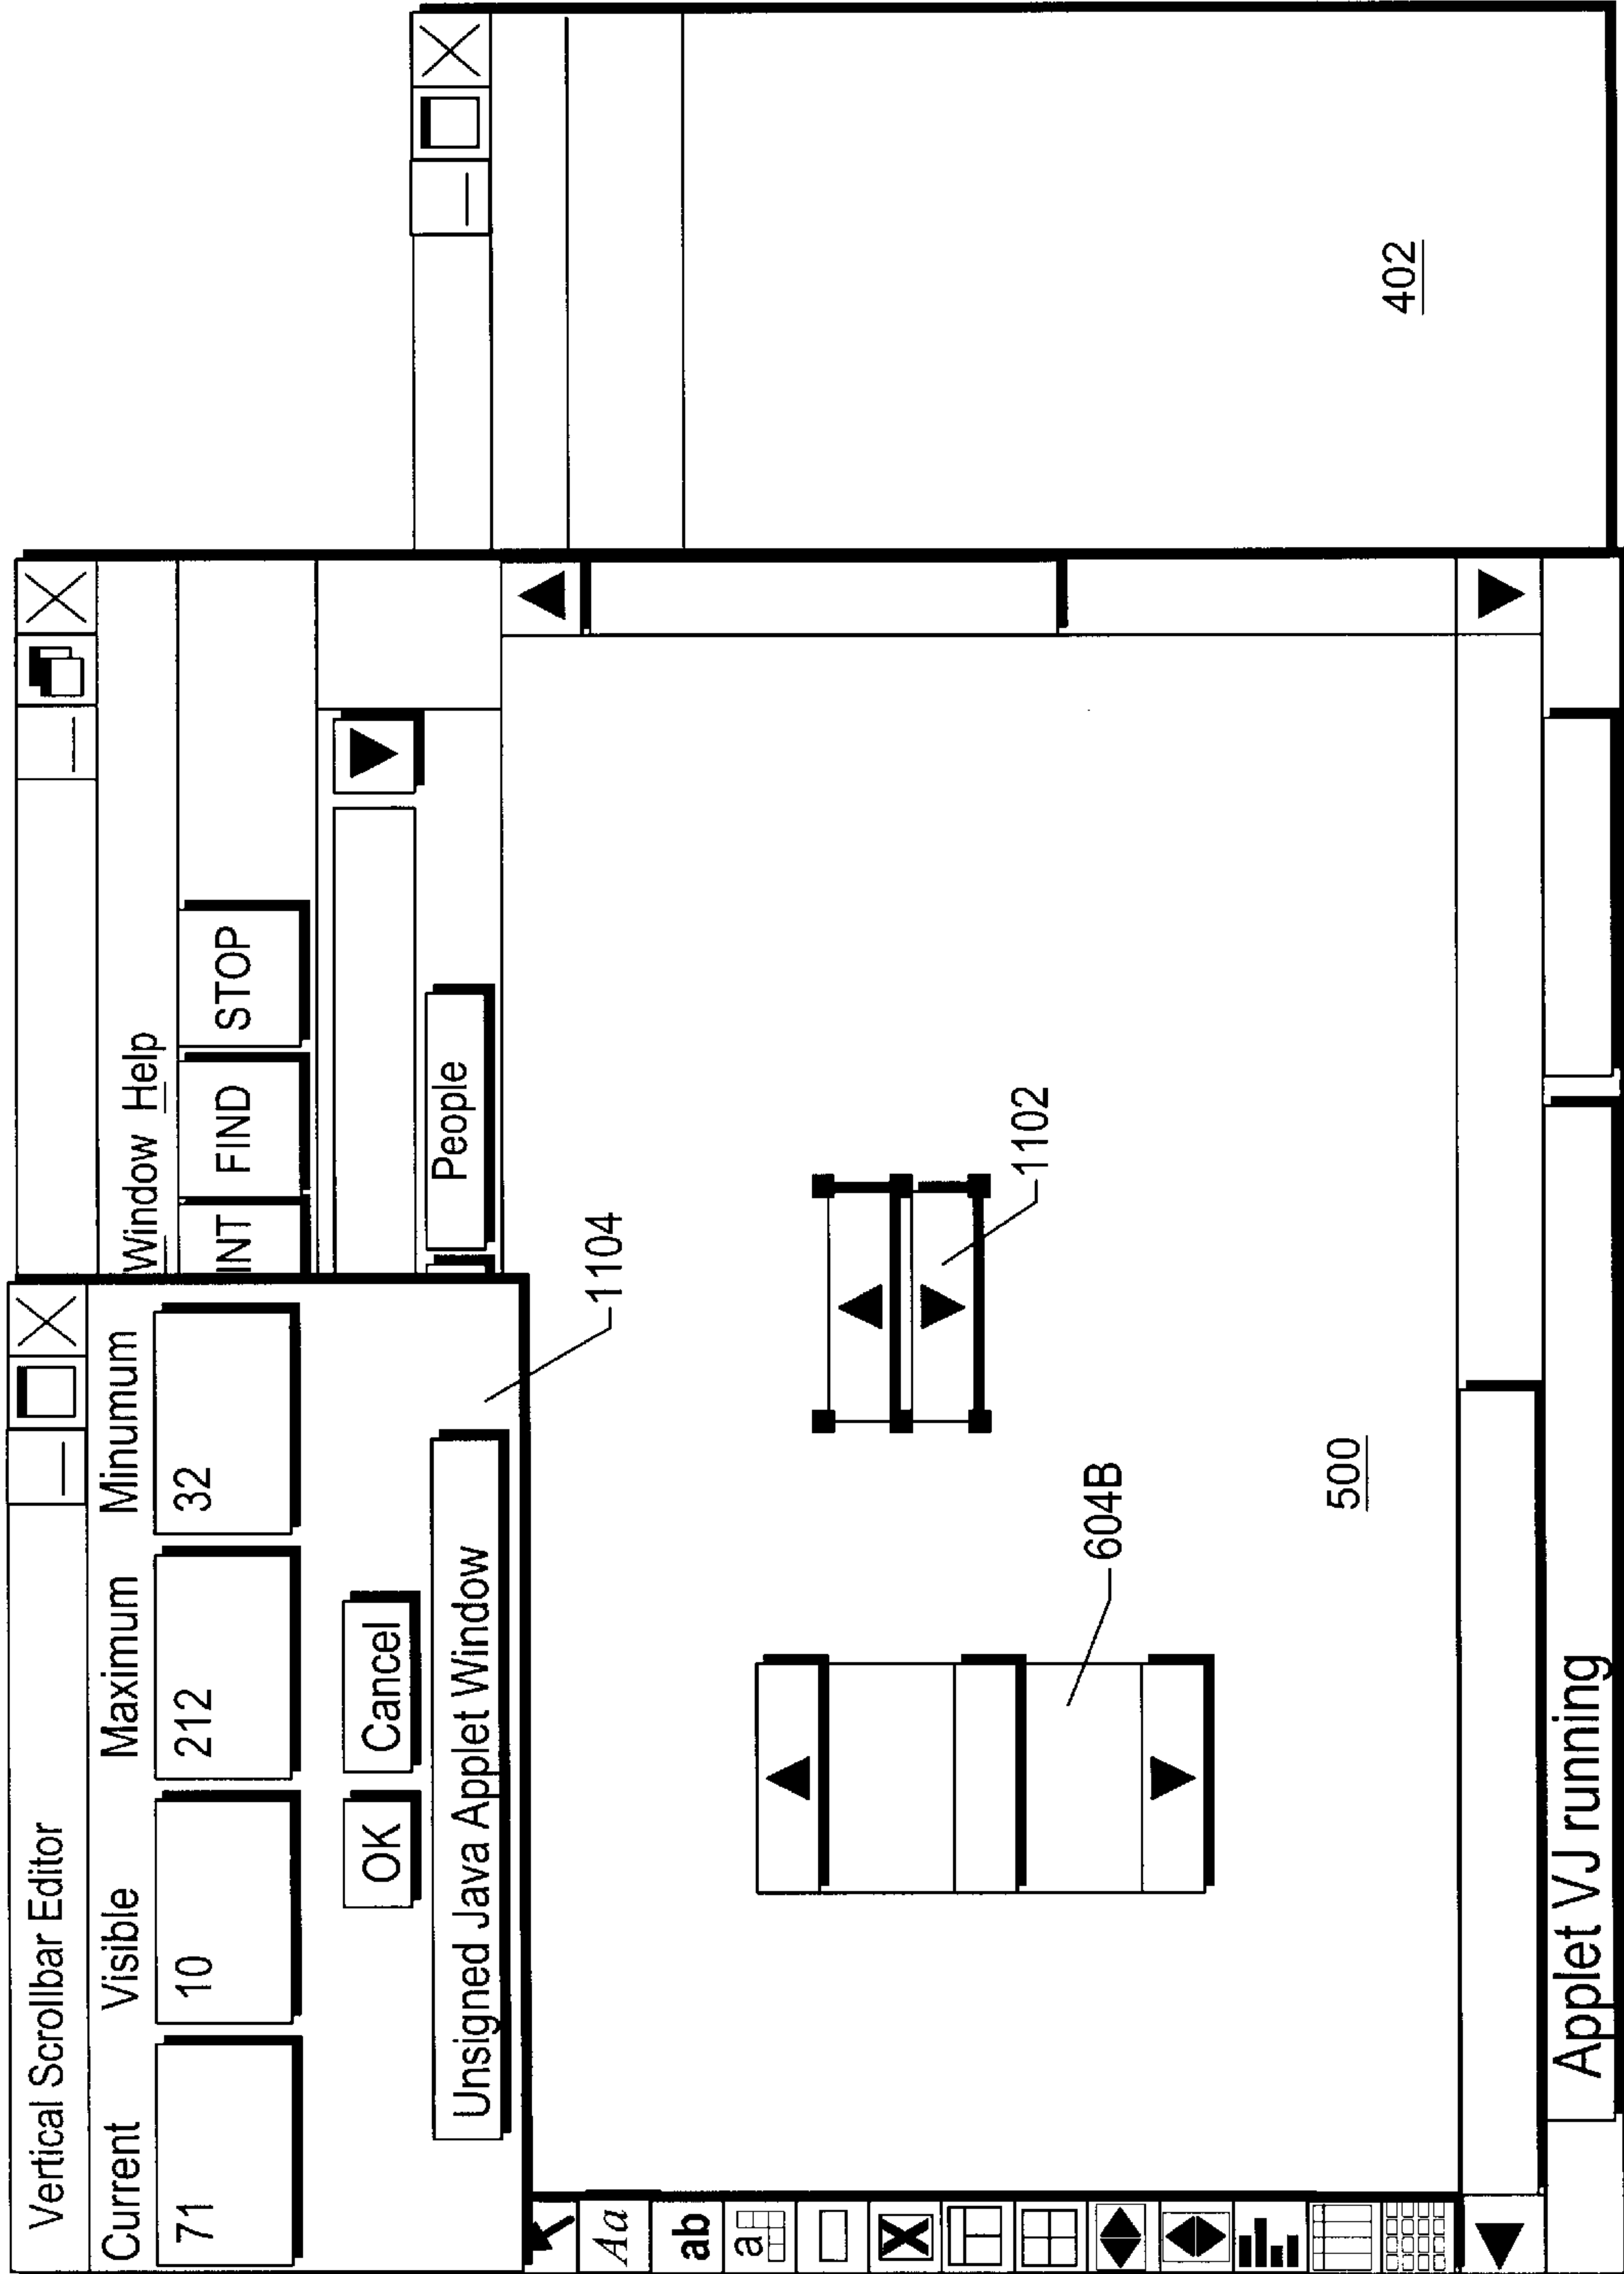 Vertical Scrollbar Editor
Current Visible Maximum Minumum
71 10 212 32
OK Cancel
Unsigned Java Applet Window
1104
Window Help
INT FIND STOP
People
Aa
ab
a
1102
604B
500
402
Applet VJ running